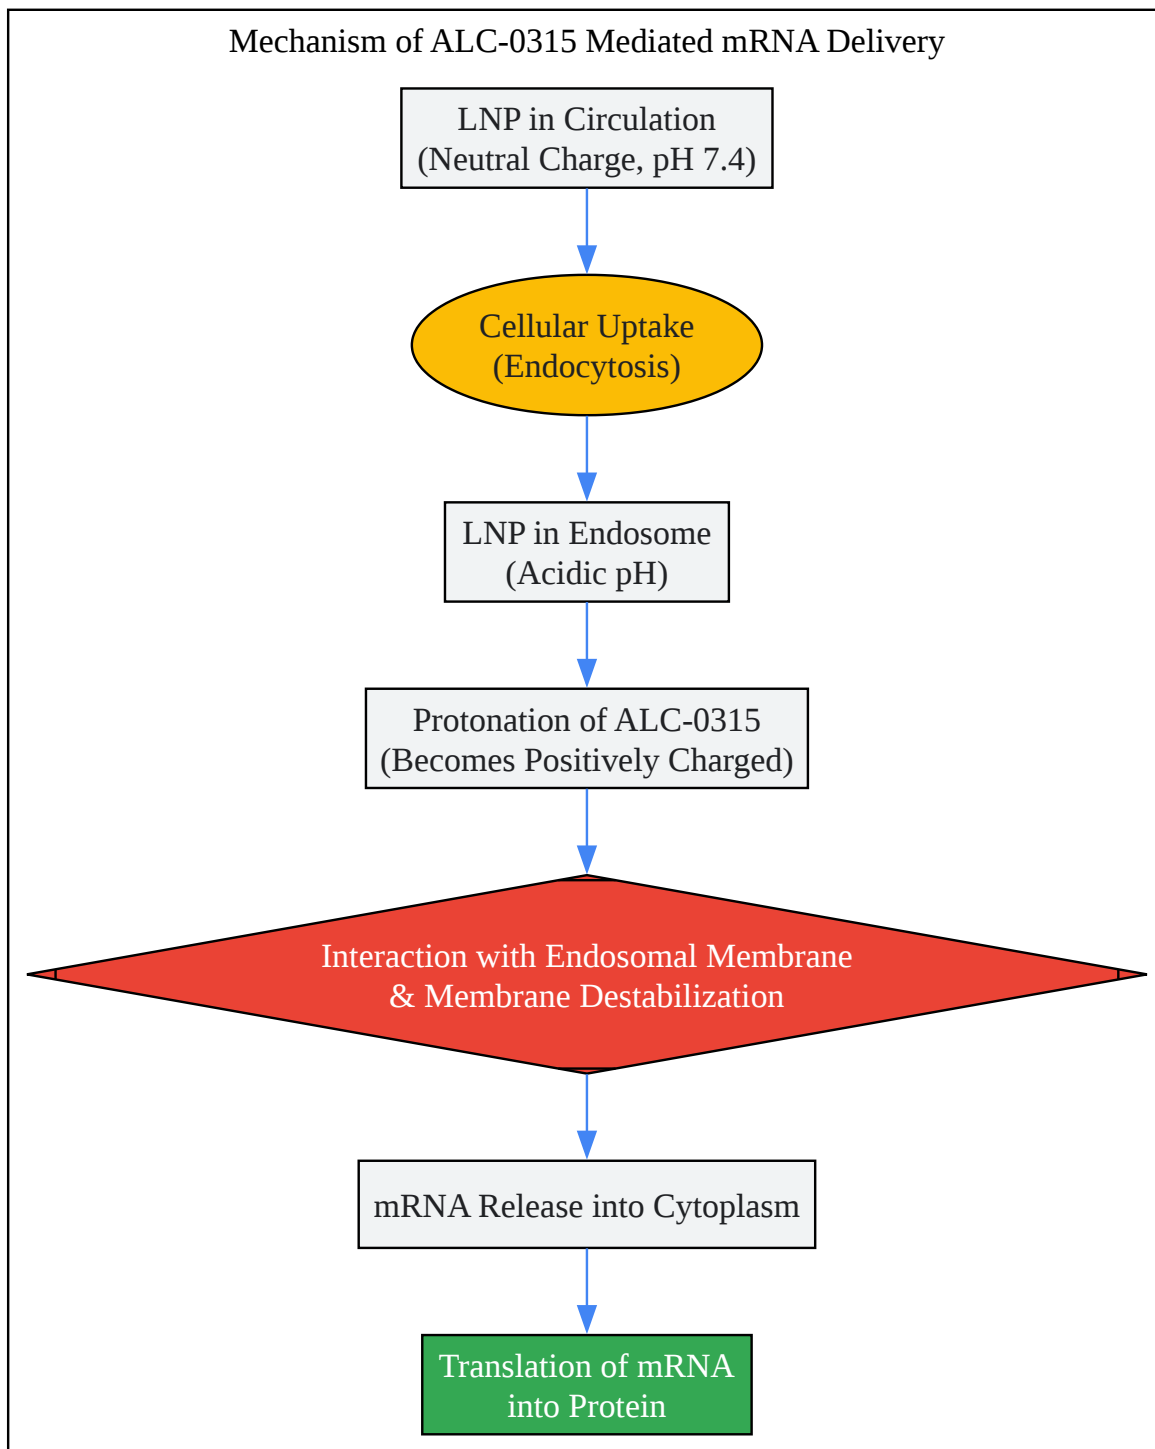 Mechanism of ALC-0315 Mediated mRNA Delivery
LNP in Circulation
(Neutral Charge, pH 7.4)
Cellular Uptake
(Endocytosis)
LNP in Endosome
(Acidic pH)
Protonation of ALC-0315
(Becomes Positively Charged)
Interaction with Endosomal Membrane
& Membrane Destabilization
mRNA Release into Cytoplasm
Translation of mRNA
into Protein